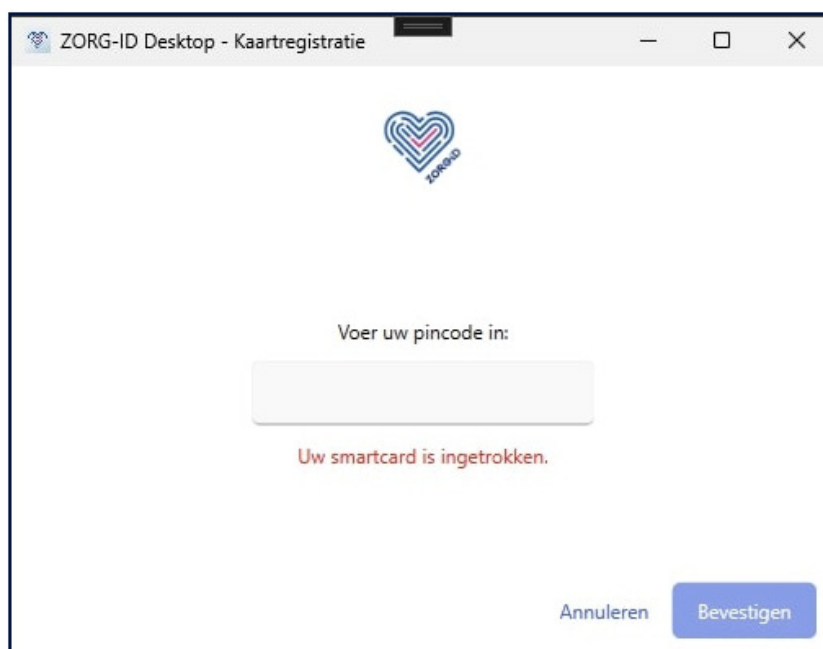 ZORG-ID Desktop - Kaartregistratie
ZORG-ID
Voer uw pincode in:
Uw smartcard is ingetrokken.
Annuleren
Bevestigen